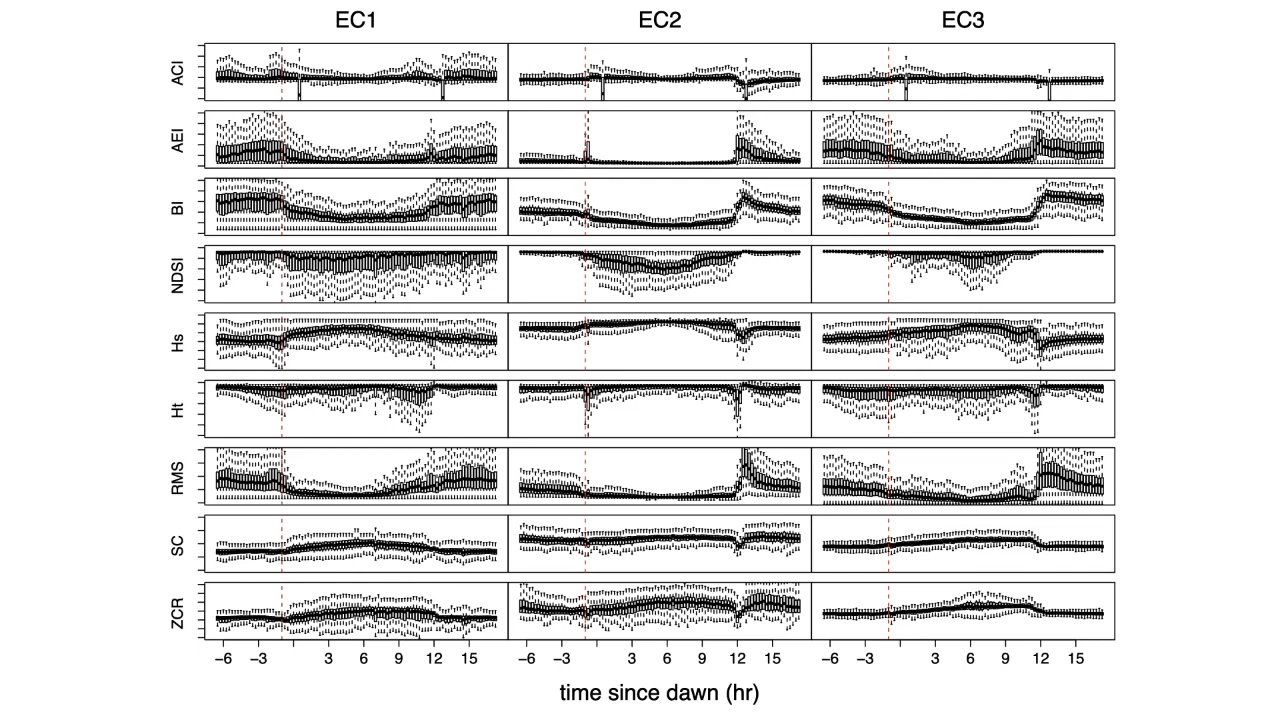 EC1 EC2 EC3
ACI
AEI
BI
NDSI
Hs
Ht
RMS
SC
ZCR
−6 −3 3 6 9 12 15 −6 −3 3 6 9 12 15 −6 −3 3 6 9 12 15
time since dawn (hr)